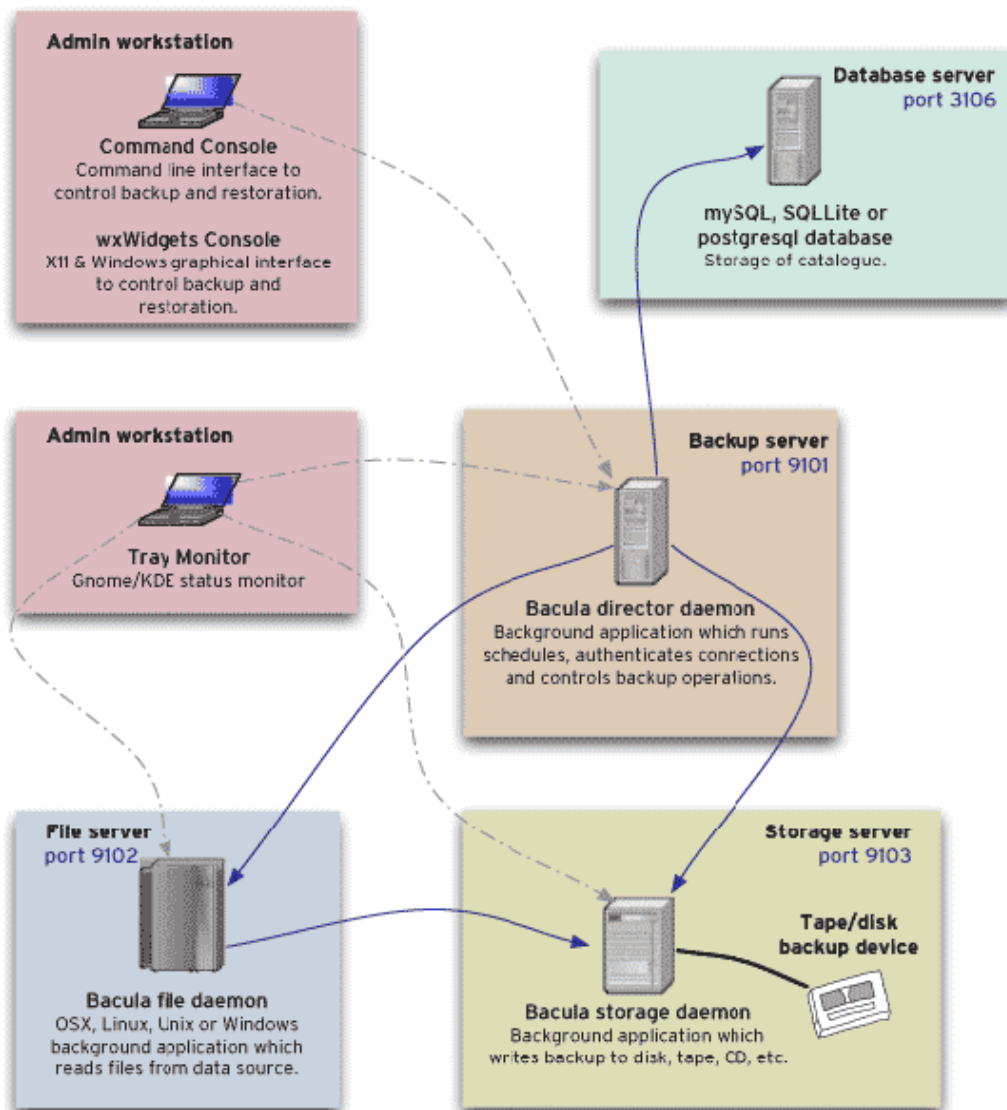 Admin workstation
Command Console
Command line interface to
control backup and restoration.
wxWidgets Console
X11 & Windows graphical interface
to control backup and
restoration.
Database server
port 3106
mySQL, SQLLite or
postgresql database
Storage of catalogue.
Admin workstation
Tray Monitor
Gnome/KDE status monitor
Backup server
port 9101
Bacula director daemon
Background application which runs
schedules, authenticates connections
and controls backup operations.
File server
port 9102
Bacula file daemon
OSX, Linux, Unix or Windows
background application which
reads files from data source.
Storage server
port 9103
Tape/disk
backup device
Bacula storage daemon
Background application which
writes backup to disk, tape, CD, etc.